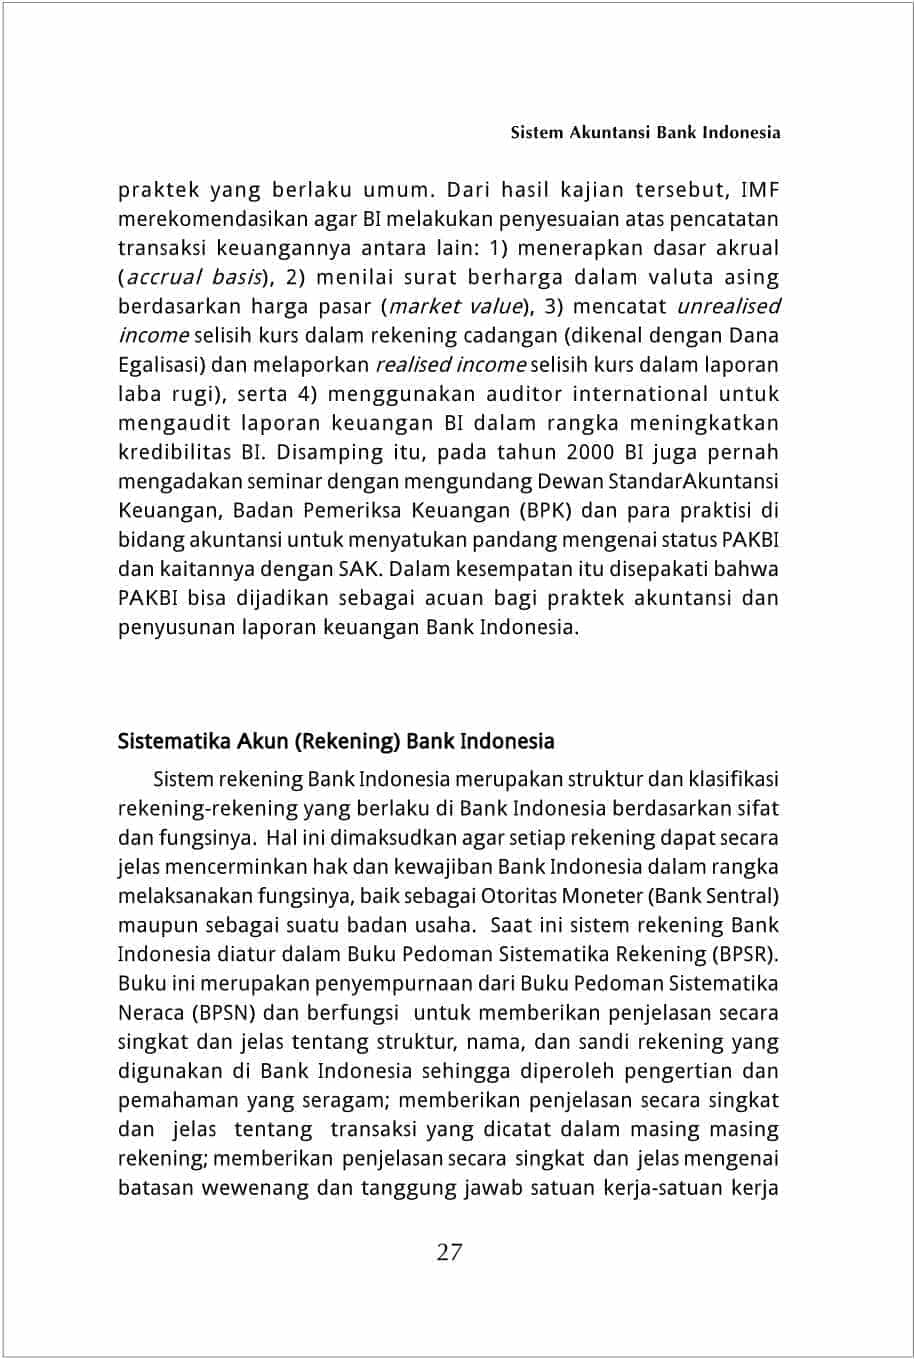 Sistem Akuntansi Bank Indonesia
praktek yang berlaku umum. Dari hasil kajian tersebut, IMF
merekomendasikan agar BI melakukan penyesuaian atas pencatatan
transaksi keuangannya antara lain: 1) menerapkan dasar akrual
(accrual basis), 2) menilai surat berharga dalam valuta asing
berdasarkan harga pasar (market value), 3) mencatat unrealised
income selisih kurs dalam rekening cadangan (dikenal dengan Dana
Egalisasi) dan melaporkan realised income selisih kurs dalam laporan
laba rugi), serta 4) menggunakan auditor international untuk
mengaudit laporan keuangan BI dalam rangka meningkatkan
kredibilitas BI. Disamping itu, pada tahun 2000 BI juga pernah
mengadakan seminar dengan mengundang Dewan StandarAkuntansi
Keuangan, Badan Pemeriksa Keuangan (BPK) dan para praktisi di
bidang akuntansi untuk menyatukan pandang mengenai status PAKBI
dan kaitannya dengan SAK. Dalam kesempatan itu disepakati bahwa
PAKBI bisa dijadikan sebagai acuan bagi praktek akuntansi dan
penyusunan laporan keuangan Bank Indonesia.
Sistematika Akun (Rekening) Bank Indonesia
Sistem rekening Bank Indonesia merupakan struktur dan klasifikasi
rekening-rekening yang berlaku di Bank Indonesia berdasarkan sifat
dan fungsinya. Hal ini dimaksudkan agar setiap rekening dapat secara
jelas mencerminkan hak dan kewajiban Bank Indonesia dalam rangka
melaksanakan fungsinya, baik sebagai Otoritas Moneter (Bank Sentral)
maupun sebagai suatu badan usaha. Saat ini sistem rekening Bank
Indonesia diatur dalam Buku Pedoman Sistematika Rekening (BPSR).
Buku ini merupakan penyempurnaan dari Buku Pedoman Sistematika
Neraca (BPSN) dan berfungsi untuk memberikan penjelasan secara
singkat dan jelas tentang struktur, nama, dan sandi rekening yang
digunakan di Bank Indonesia sehingga diperoleh pengertian dan
pemahaman yang seragam; memberikan penjelasan secara singkat
dan jelas tentang transaksi yang dicatat dalam masing masing
rekening; memberikan penjelasan secara singkat dan jelas mengenai
batasan wewenang dan tanggung jawab satuan kerja-satuan kerja
27